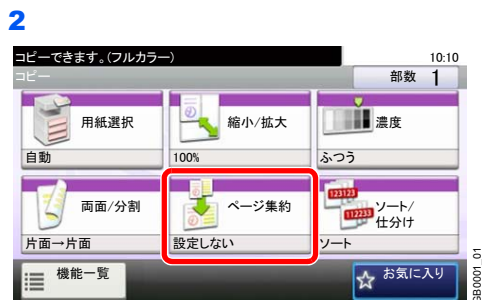 2
コピーできます。(フルカラー)
10:10
コピー
部数 1
用紙選択
縮小/拡大
濃度
自動
100%
ふつう
両面/分割
ページ集約
123123
112233
ソート/
仕分け
片面→片面
設定しない
ソート
機能一覧
お気に入り
GB0001_01